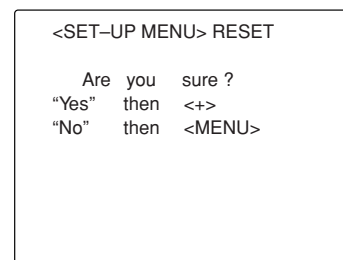 <SET–UP MENU> RESET
Are you sure ?
“Yes” then <+>
“No” then <MENU>